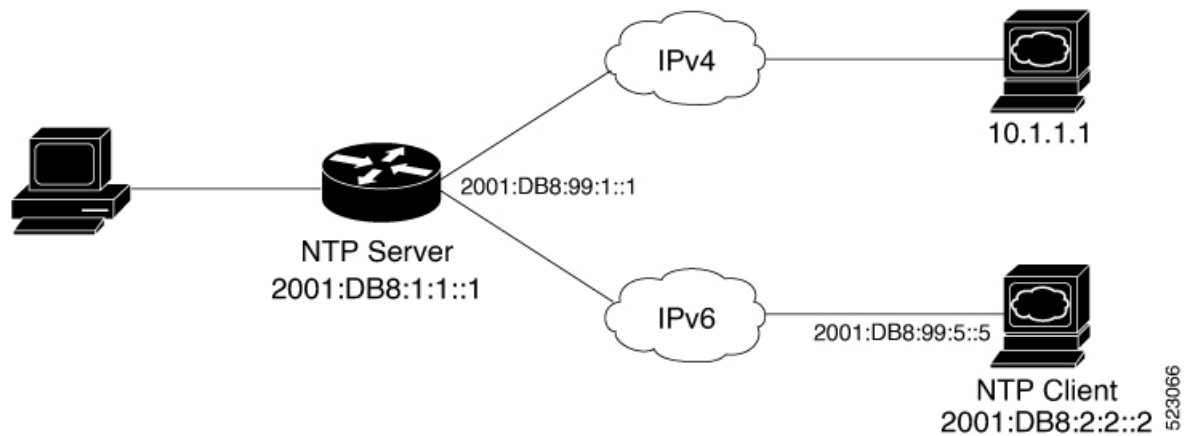 IPv4
10.1.1.1
2001:DB8:99:1::1
NTP Server
2001:DB8:1:1::1
IPv6
2001:DB8:99:5::5
NTP Client
2001:DB8:2:2::2
523066